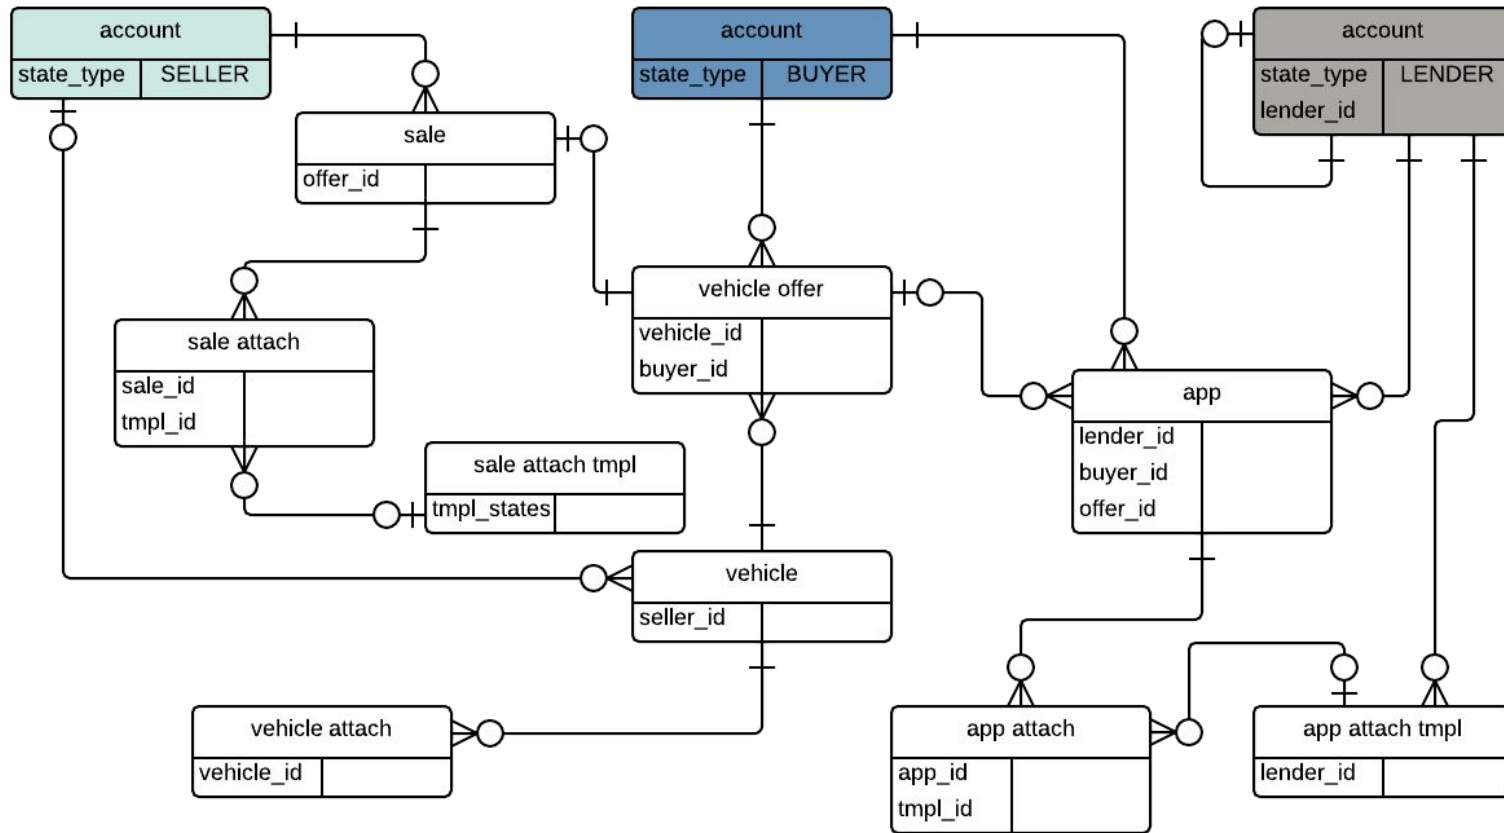 account
state_type SELLER
account
state_type BUYER
account
state_type LENDER
lender_id
sale
offer_id
vehicle offer
vehicle_id
buyer_id
sale attach
sale_id
tmpl_id
app
lender_id
buyer_id
offer_id
sale attach tmpl
tmpl_states
vehicle
seller_id
vehicle attach
vehicle_id
app attach
app_id
tmpl_id
app attach tmpl
lender_id